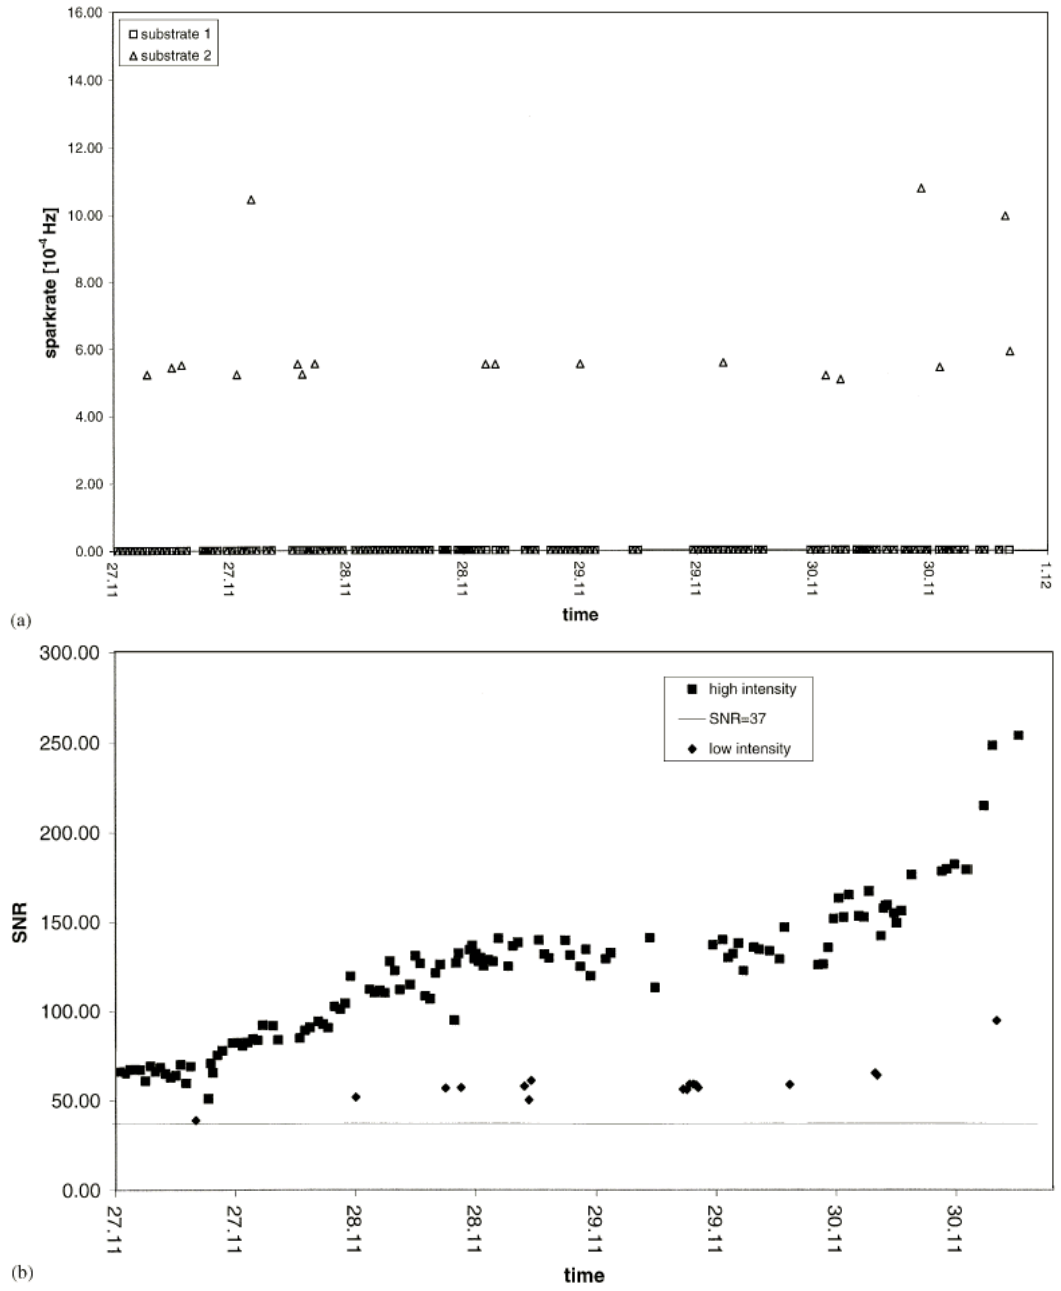 16.00
substrate 1
substrate 2
14.00
12.00
10.00
8.00
6.00
4.00
2.00
0.00
sparkrate [10⁻⁴ Hz]
27.11 27.11 28.11 28.11 29.11 29.11 30.11 30.11 1.12
time
(a)
300.00
high intensity
SNR=37
low intensity
250.00
200.00
150.00
100.00
50.00
0.00
SNR
27.11 27.11 28.11 28.11 29.11 29.11 30.11 30.11
time
(b)